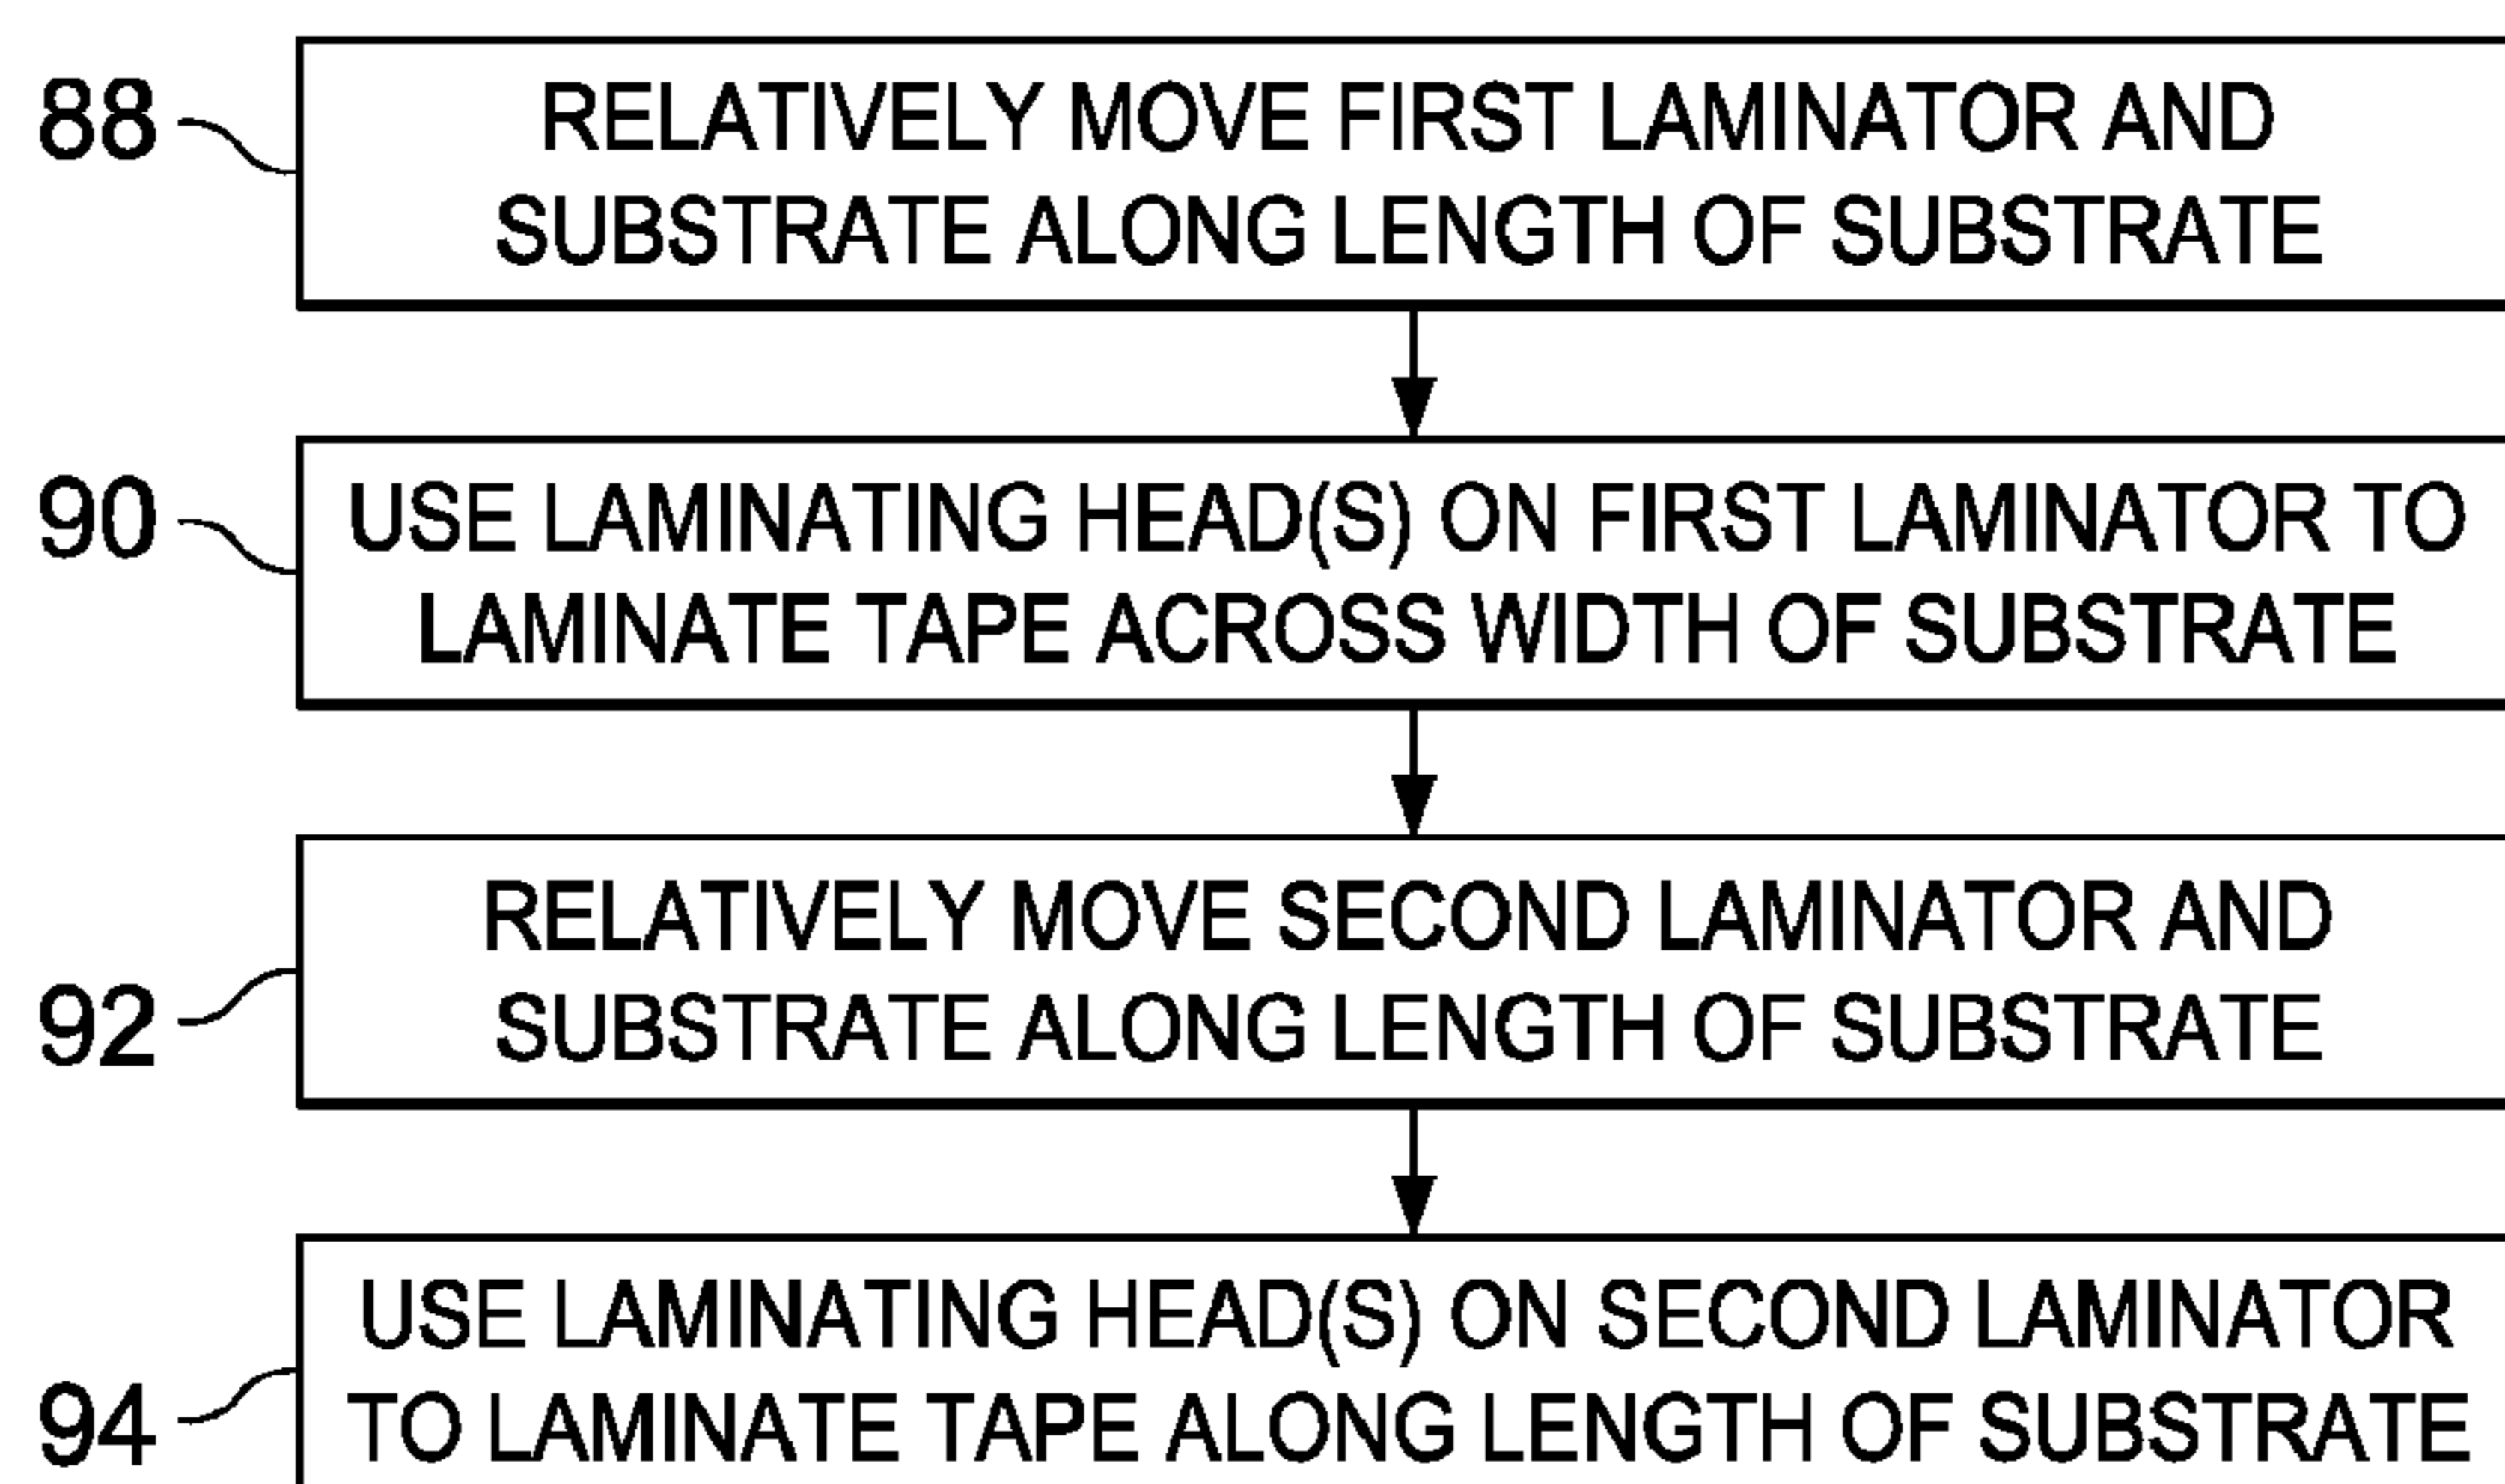 88
RELATIVELY MOVE FIRST LAMINATOR AND
SUBSTRATE ALONG LENGTH OF SUBSTRATE
90
USE LAMINATING HEAD(S) ON FIRST LAMINATOR TO
LAMINATE TAPE ACROSS WIDTH OF SUBSTRATE
92
RELATIVELY MOVE SECOND LAMINATOR AND
SUBSTRATE ALONG LENGTH OF SUBSTRATE
94
USE LAMINATING HEAD(S) ON SECOND LAMINATOR
TO LAMINATE TAPE ALONG LENGTH OF SUBSTRATE